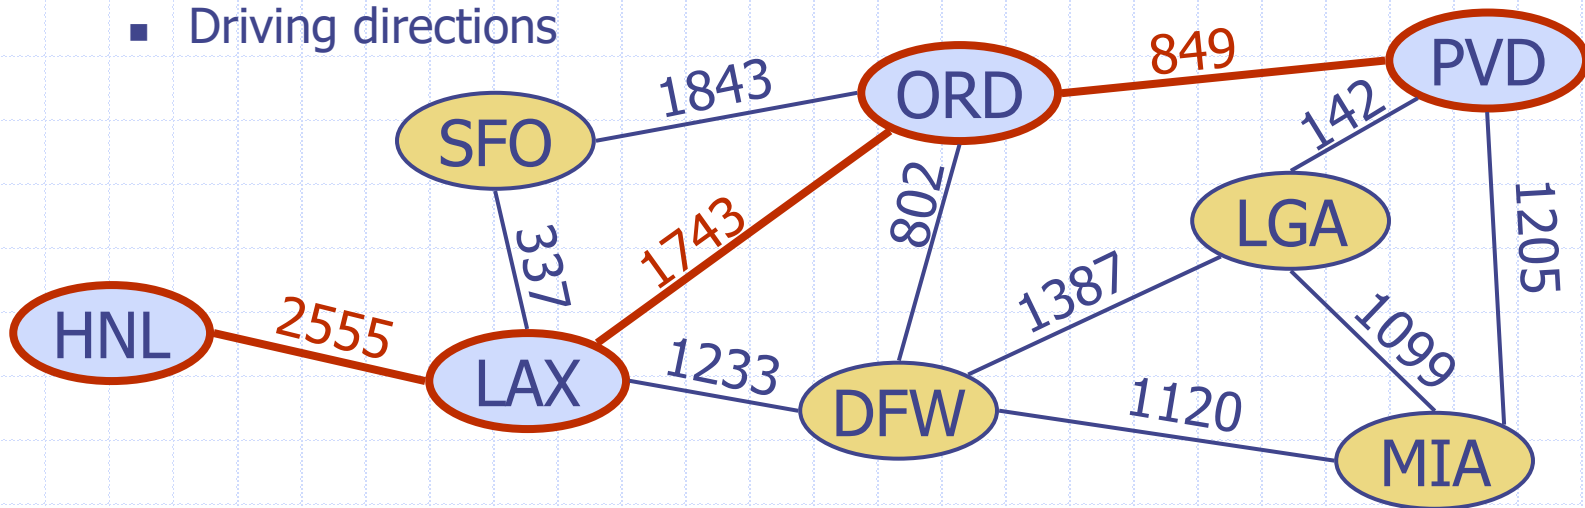 Driving directions
849
PVD
1843
ORD
142
SFO
802
LGA
1205
1743
337
1387
HNL
2555
LAX
1233
DFW
1120
1099
MIA